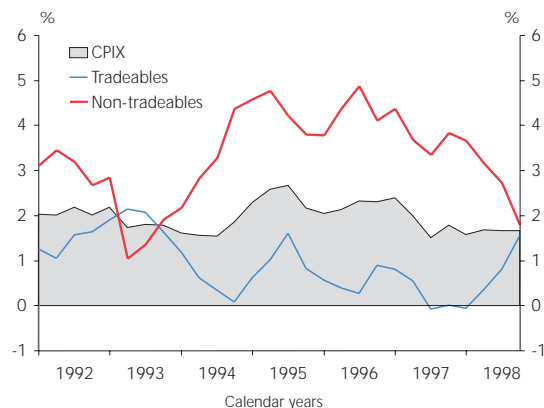 % %
6 6
CPIX
5 Tradeables 5
Non-tradeables
4 4
3 3
2 2
1 1
0 0
-1 -1
1992 1993 1994 1995 1996 1997 1998
Calendar years